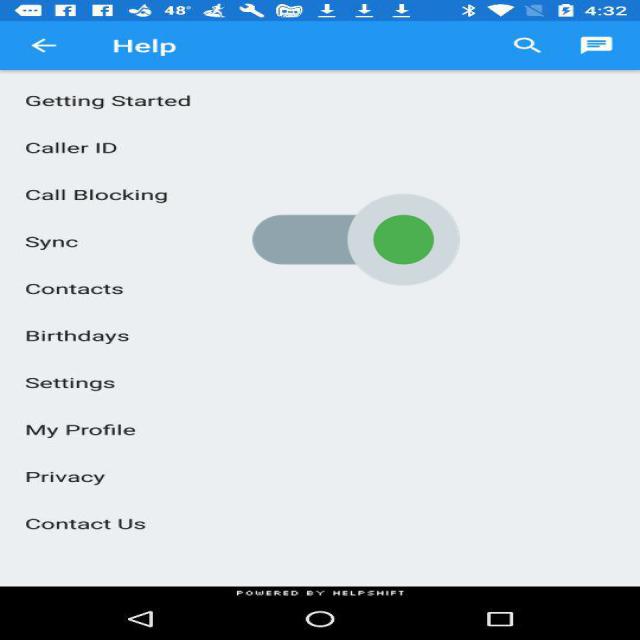 48° 4:32
Help
Getting Started
Caller ID
Call Blocking
Sync
Contacts
Birthdays
Settings
My Profile
Privacy
Contact Us
POWERED BY HELPSHIFT